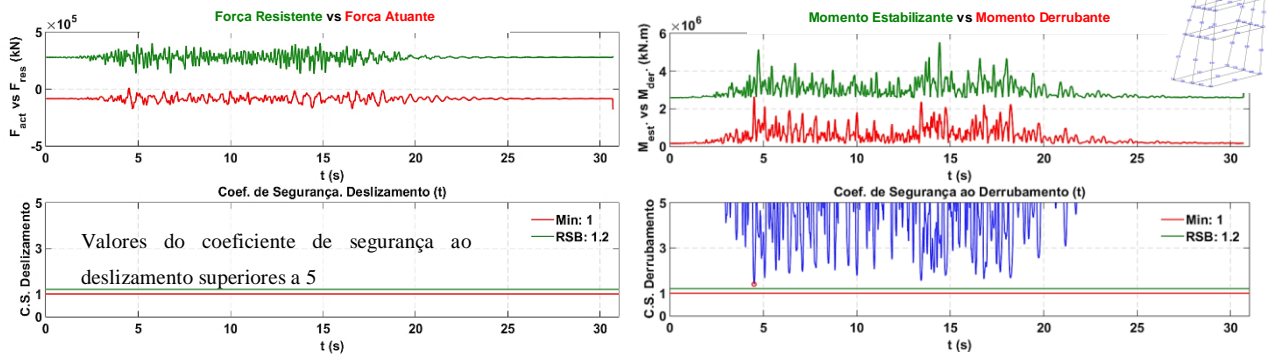 Força Resistente vs Força Atuante
×10⁵
F_act vs F_res (kN)
5
0
-5
0 5 10 15 20 25 30
t (s)
Momento Estabilizante vs Momento Derrubante
×10⁶
M_est. vs M_der. (kN.m)
6
4
2
0
0 5 10 15 20 25 30
t (s)
Coef. de Segurança. Deslizamento (t)
C.S. Deslizamento
5
3
1
0
Min: 1
RSB: 1.2
Valores do coeficiente de segurança ao
deslizamento superiores a 5
0 5 10 15 20 25 30
t (s)
Coef. de Segurança ao Derrubamento (t)
C.S. Derrubamento
5
3
1
0
Min: 1
RSB: 1.2
0 5 10 15 20 25 30
t (s)